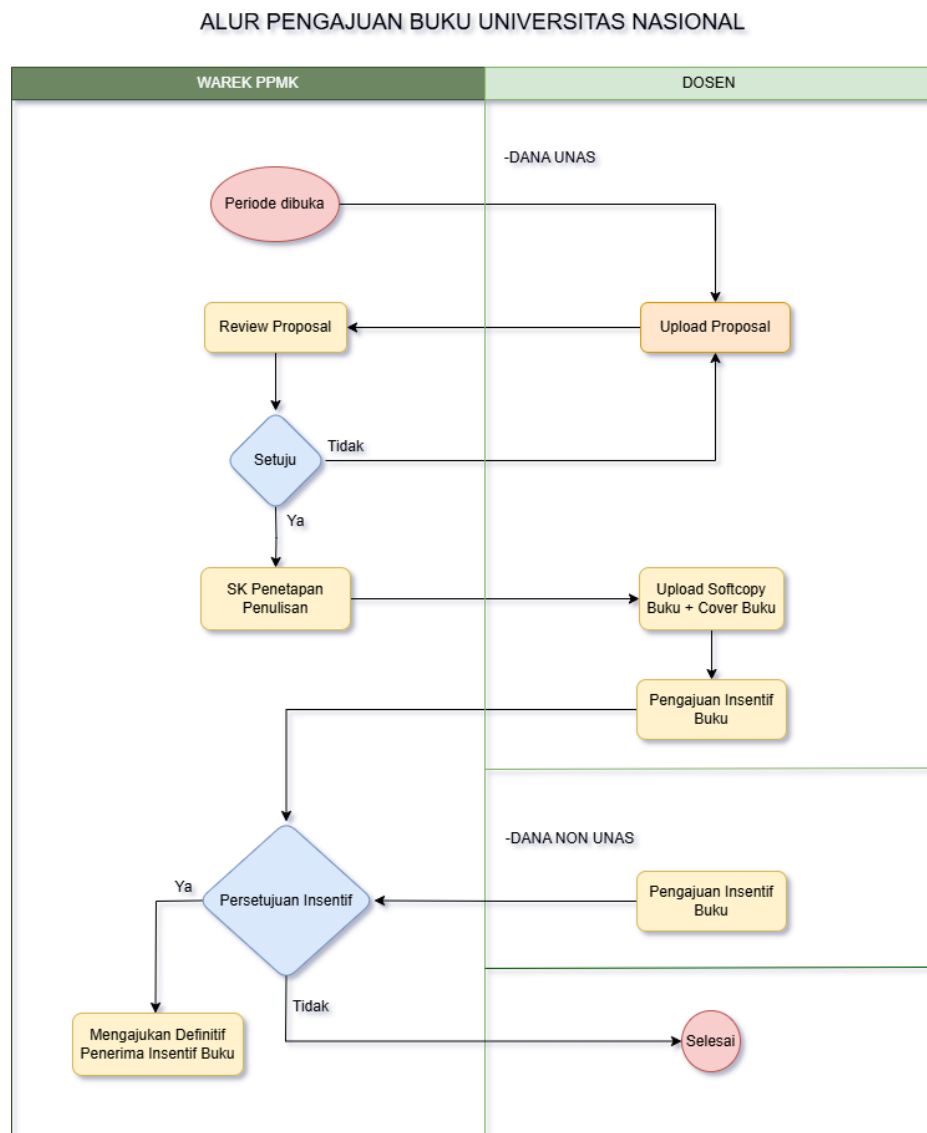 ALUR PENGAJUAN BUKU UNIVERSITAS NASIONAL
WAREK PPMK
DOSEN
-DANA UNAS
Periode dibuka
Review Proposal
Upload Proposal
Setuju
Tidak
Ya
SK Penetapan
Penulisan
Upload Softcopy
Buku + Cover Buku
Pengajuan Insentif
Buku
-DANA NON UNAS
Pengajuan Insentif
Buku
Persetujuan Insentif
Ya
Tidak
Mengajukan Definitif
Penerima Insentif Buku
Selesai